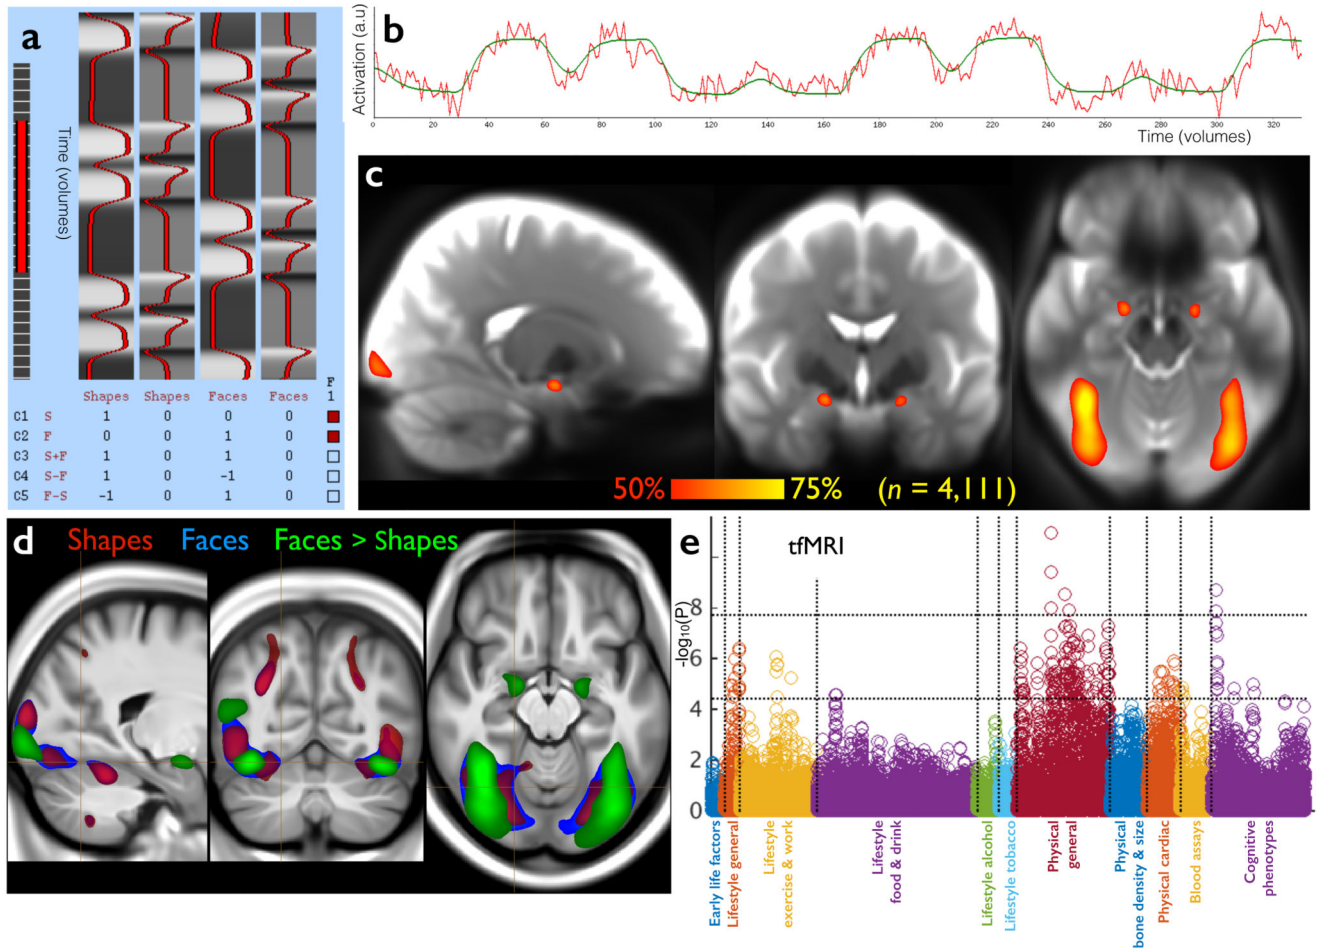 a
Time (volumes)
Shapes Shapes Faces Faces F 1
C1 S 1 0 0 0
C2 F 0 0 1 0
C3 S+F 1 0 1 0
C4 S-F 1 0 -1 0
C5 F-S -1 0 1 0
b
Activation (a.u)
0 20 40 60 80 100 120 140 160 180 200 220 240 260 280 300 320
Time (volumes)
c
50% 75% (n = 4,111)
d Shapes Faces Faces > Shapes
e
tfMRI
-log10(P)
8
6
4
2
0
Early life factors
Lifestyle general
Lifestyle
exercise & work
Lifestyle
food & drink
Lifestyle alcohol
Lifestyle tobacco
Physical
general
Physical
bone density & size
Physical cardiac
Blood assays
Cognitive
phenotypes